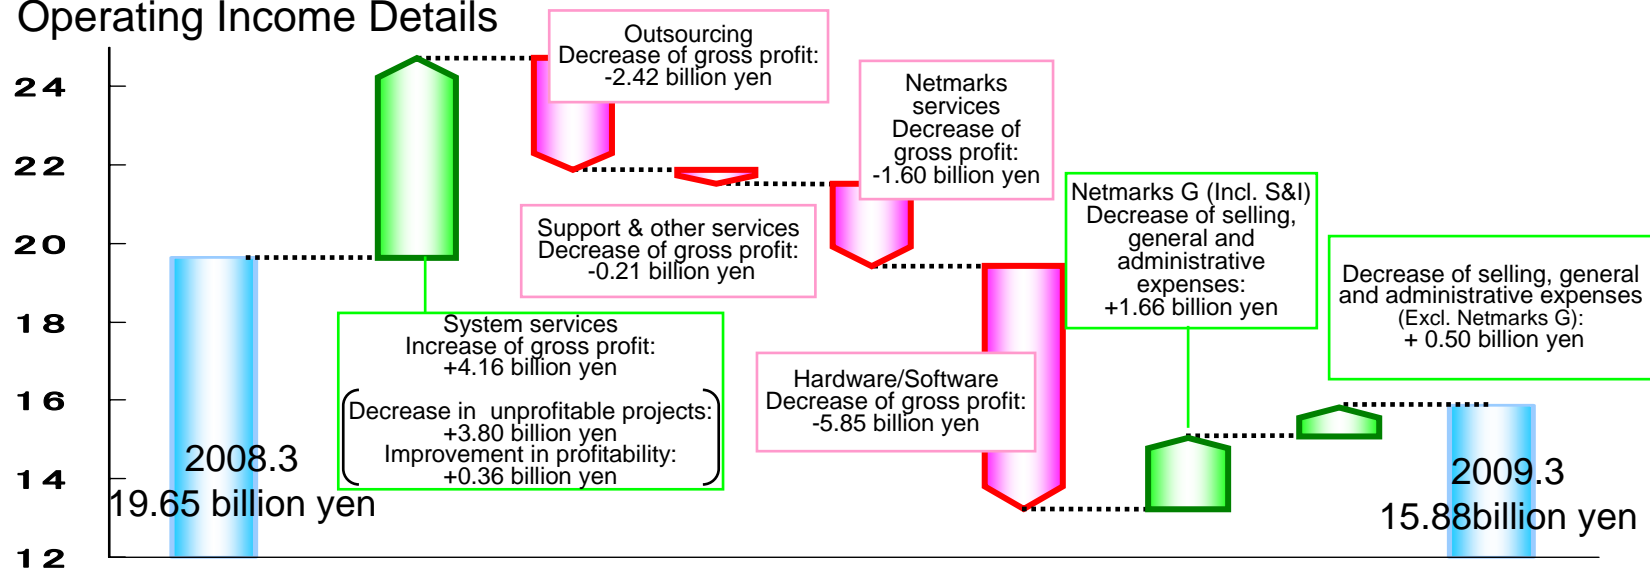 Operating Income Details
24
22
20
18
16
14
12
2008.3
19.65 billion yen
System services
Increase of gross profit:
+4.16 billion yen
Decrease in  unprofitable projects:
+3.80 billion yen
Improvement in profitability:
+0.36 billion yen
Outsourcing
Decrease of gross profit:
-2.42 billion yen
Support & other services
Decrease of gross profit:
-0.21 billion yen
Netmarks
services
Decrease of
gross profit:
-1.60 billion yen
Hardware/Software
Decrease of gross profit:
-5.85 billion yen
Netmarks G (Incl. S&I)
Decrease of selling,
general and
administrative
expenses:
+1.66 billion yen
Decrease of selling, general
and administrative expenses
(Excl. Netmarks G):
+ 0.50 billion yen
2009.3
15.88billion yen